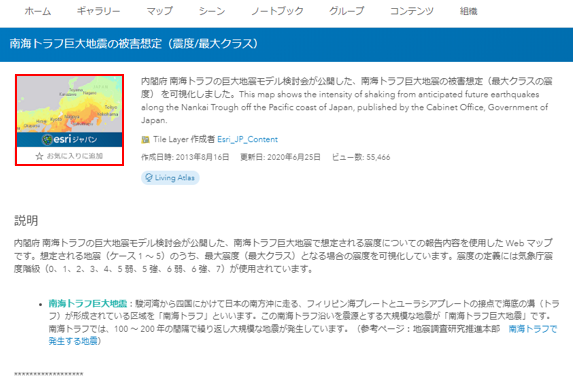 ホーム ギャラリー マップ シーン ノートブック グループ コンテンツ 組織
南海トラフ巨大地震の被害想定（震度/最大クラス）
内閣府 南海トラフの巨大地震モデル検討会が公開した、南海トラフ巨大地震の被害想定（最大クラスの震
度） を可視化しました。This map shows the intensity of shaking from anticipated future earthquakes
along the Nankai Trough off the Pacific coast of Japan, published by the Cabinet Office, Government of
Japan.
esri ジャパン
お気に入りに追加
Tile Layer 作成者 Esri_JP_Content
作成日時: 2013年8月16日 更新日: 2020年6月25日 ビュー数: 55,466
Living Atlas
説明
内閣府 南海トラフの巨大地震モデル検討会が公開した、南海トラフ巨大地震で想定される震度についての報告内容を使用した Web マップ
です。想定される地震（ケース 1 ～ 5）のうち、最大震度（最大クラス）となる場合の震度を可視化しています。震度の定義には気象庁震
度階級（0、1、2、3、4、5 弱、5 強、6 弱、6 強、7）が使用されています。
• 南海トラフ巨大地震：駿河湾から四国にかけて日本の南方沖に走る、フィリピン海プレートとユーラシアプレートの接点で海底の溝（トラ
フ）が形成されている区域を「南海トラフ」といいます。この南海トラフ沿いを震源とする大規模な地震が「南海トラフ巨大地震」です。
南海トラフでは、100 ～ 200 年の間隔で繰り返し大規模な地震が発生しています。（参考ページ：地震調査研究推進本部 南海トラフで
発生する地震）
******************